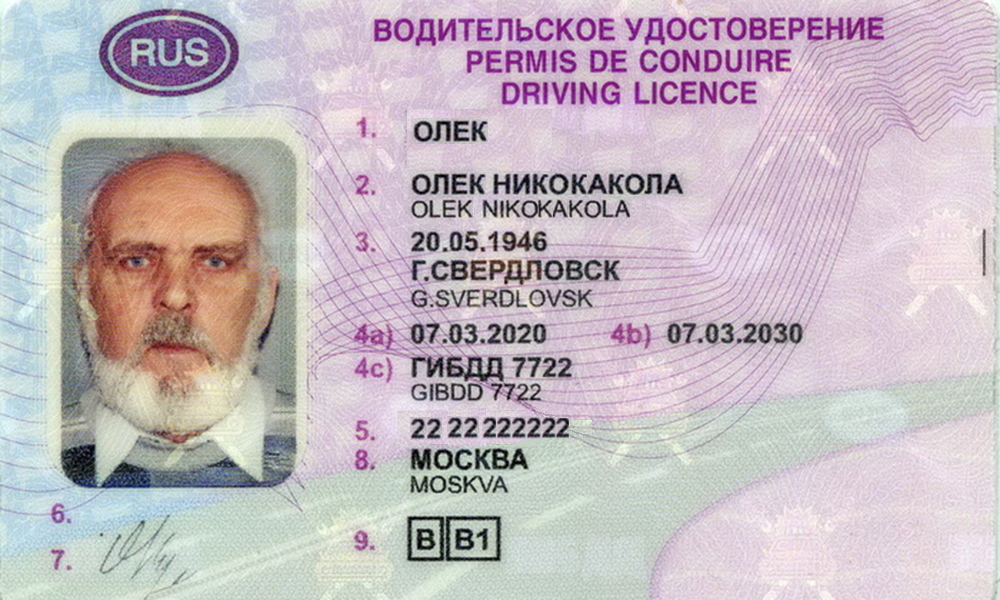 RUS
ВОДИТЕЛЬСКОЕ УДОСТОВЕРЕНИЕ
PERMIS DE CONDUIRE
DRIVING LICENCE
1. ОЛЕК
2. ОЛЕК НИКОКАКОЛА
OLEK NIKOKAKOLA
3. 20.05.1946
Г.СВЕРДЛОВСК
G.SVERDLOVSK
4a) 07.03.2020 4b) 07.03.2030
4c) ГИБДД 7722
GIBDD 7722
5. 22 22 222222
8. МОСКВА
MOSKVA
6.
7.
9. B B1